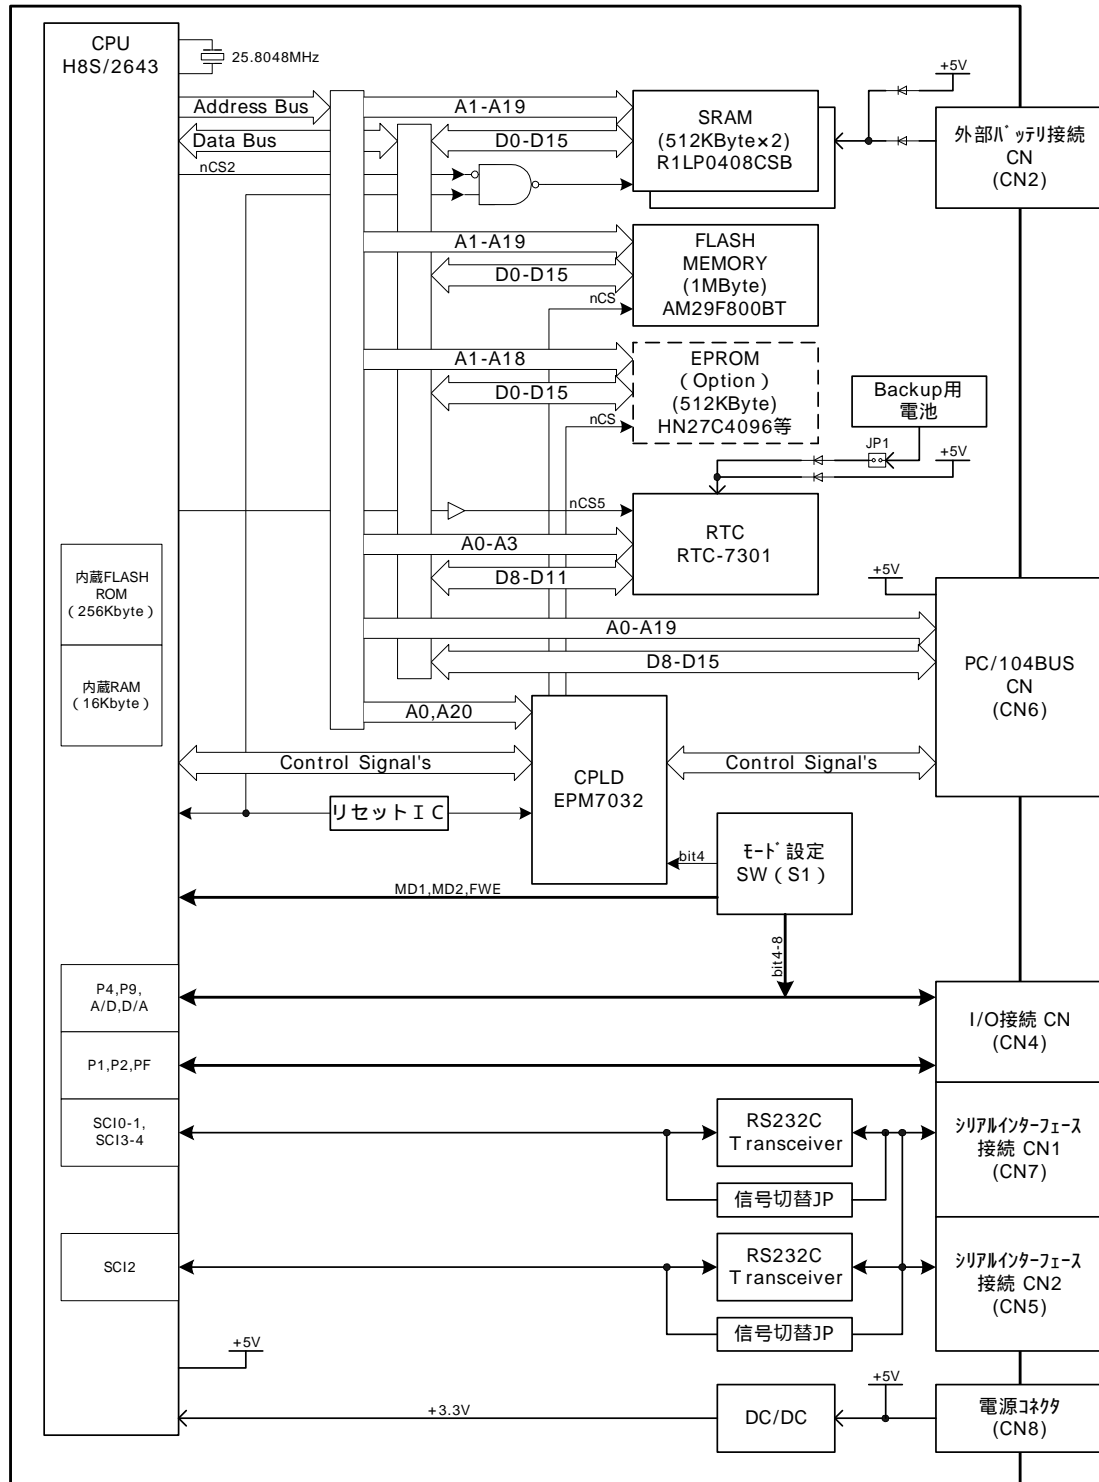 CPU
H8S/2643
25.8048MHz
Address Bus
Data Bus
nCS2
A1-A19
D0-D15
SRAM
(512KByte×2)
R1LP0408CSB
+5V
外部ﾊﾞｯﾃﾘ接続
CN
(CN2)
A1-A19
D0-D15
nCS
FLASH
MEMORY
(1MByte)
AM29F800BT
A1-A18
D0-D15
nCS
EPROM
（Option）
(512KByte)
HN27C4096等
Backup用
電池
JP1
+5V
nCS5
A0-A3
D8-D11
RTC
RTC-7301
内蔵FLASH
ROM
（256Kbyte）
内蔵RAM
（16Kbyte）
+5V
A0-A19
D8-D15
PC/104BUS
CN
(CN6)
A0,A20
Control Signal's
CPLD
EPM7032
Control Signal's
リセットＩＣ
bit4
ﾓｰﾄﾞ設定
SW（S1）
MD1,MD2,FWE
bit4-8
P4,P9,
A/D,D/A
I/O接続 CN
(CN4)
P1,P2,PF
SCI0-1,
SCI3-4
RS232C
Transceiver
信号切替JP
ｼﾘｱﾙｲﾝﾀｰﾌｪｰｽ
接続 CN1
(CN7)
SCI2
RS232C
Transceiver
信号切替JP
ｼﾘｱﾙｲﾝﾀｰﾌｪｰｽ
接続 CN2
(CN5)
+5V
+3.3V
DC/DC
+5V
電源ｺﾈｸﾀ
(CN8)